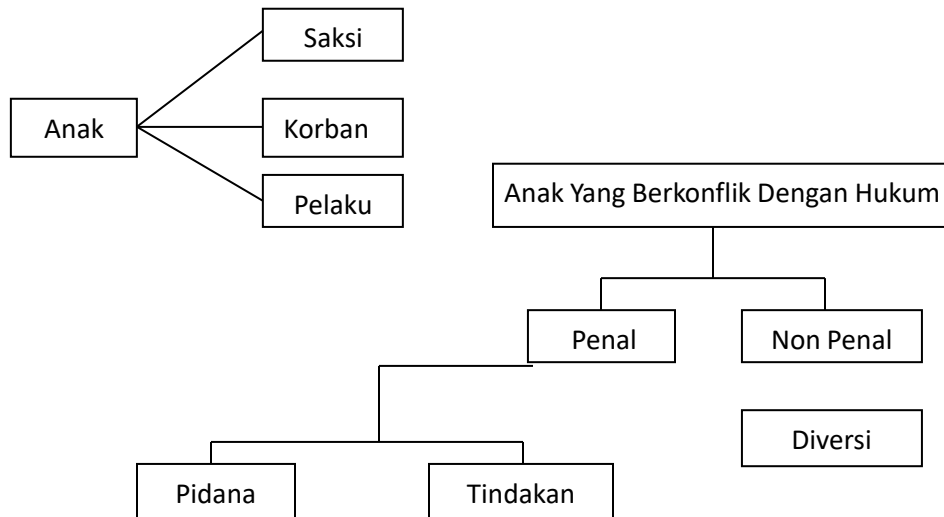 Saksi
Anak
Korban
Pelaku
Anak Yang Berkonflik Dengan Hukum
Penal
Non Penal
Diversi
Pidana
Tindakan